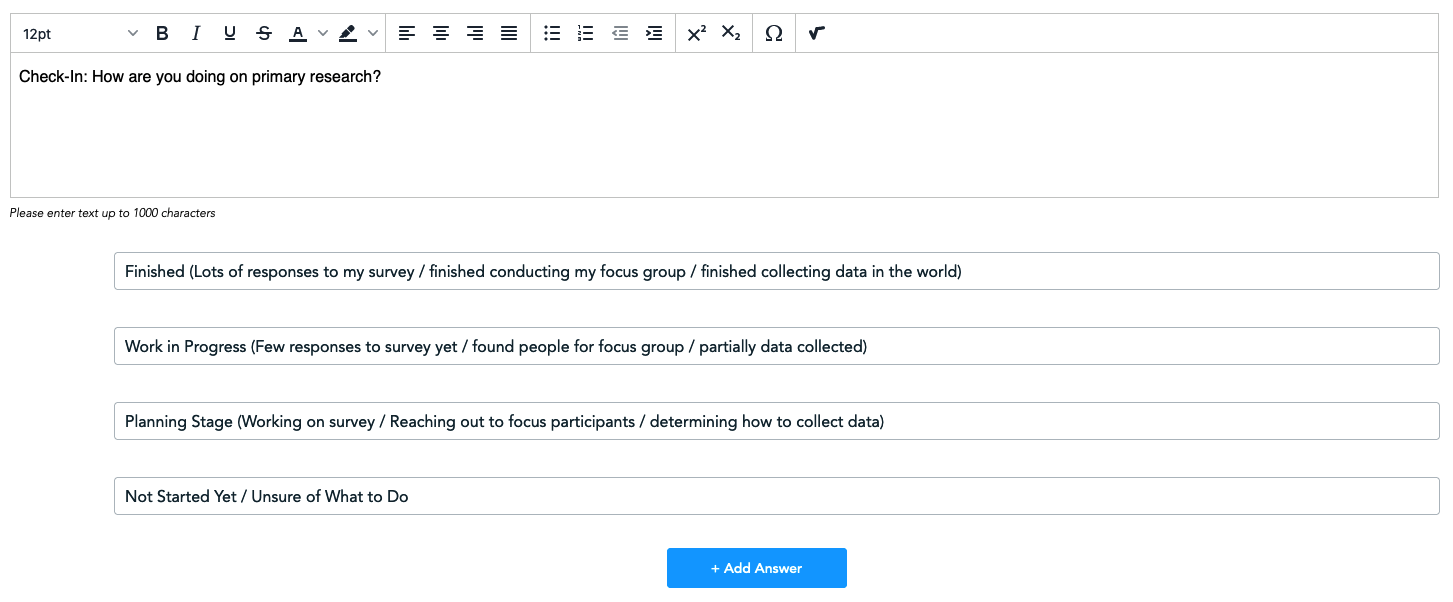 12pt B I U S A X² X₂ Ω √
Check-In: How are you doing on primary research?
Please enter text up to 1000 characters
Finished (Lots of responses to my survey / finished conducting my focus group / finished collecting data in the world)
Work in Progress (Few responses to survey yet / found people for focus group / partially data collected)
Planning Stage (Working on survey / Reaching out to focus participants / determining how to collect data)
Not Started Yet / Unsure of What to Do
+ Add Answer